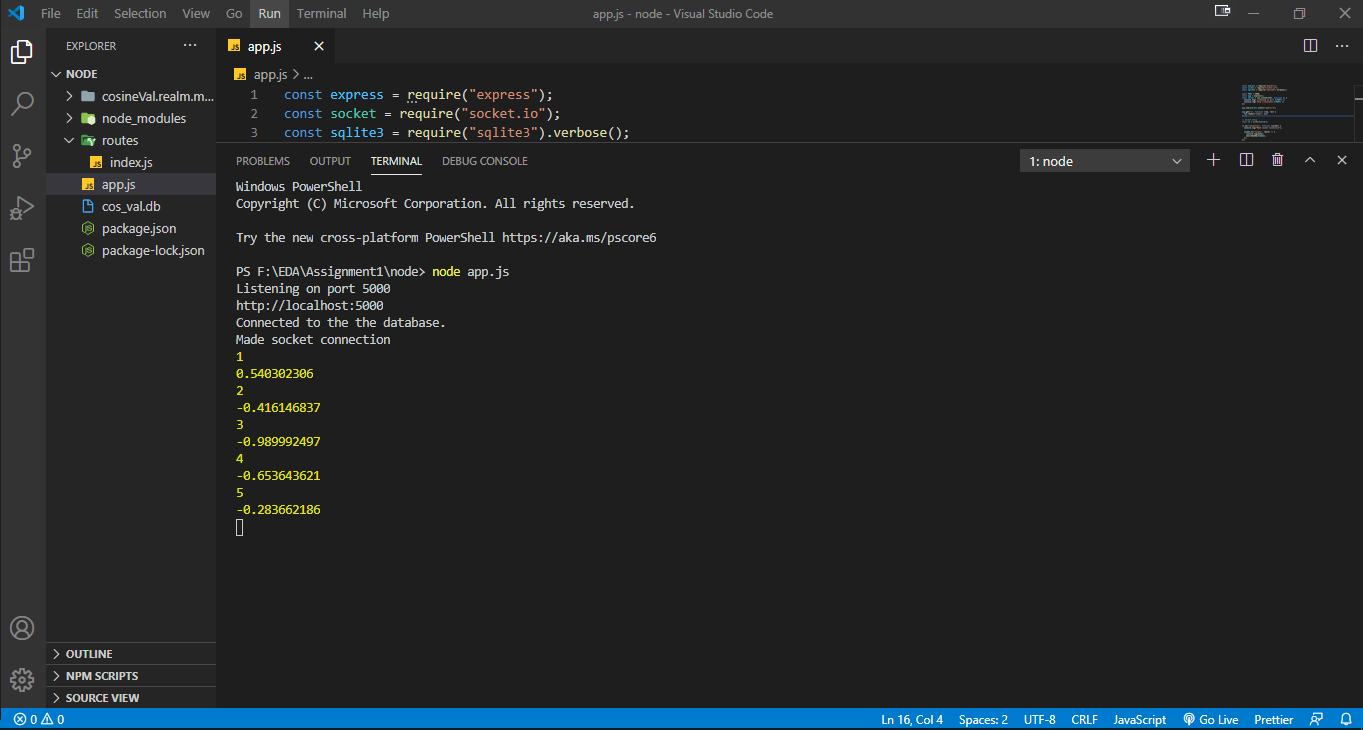 File Edit Selection View Go Run Terminal Help app.js - node - Visual Studio Code
EXPLORER ···
NODE
cosineVal.realm.m...
node_modules
routes
JS index.js
JS app.js
cos_val.db
package.json
package-lock.json
OUTLINE
NPM SCRIPTS
SOURCE VIEW
JS app.js
JS app.js > ...
1 const express = require("express");
2 const socket = require("socket.io");
3 const sqlite3 = require("sqlite3").verbose();
PROBLEMS OUTPUT TERMINAL DEBUG CONSOLE 1: node
Windows PowerShell
Copyright (C) Microsoft Corporation. All rights reserved.
Try the new cross-platform PowerShell https://aka.ms/pscore6
PS F:\EDA\Assignment1\node> node app.js
Listening on port 5000
http://localhost:5000
Connected to the the database.
Made socket connection
1
0.540302306
2
-0.416146837
3
-0.989992497
4
-0.653643621
5
-0.283662186
0 0 Ln 16, Col 4 Spaces: 2 UTF-8 CRLF JavaScript Go Live Prettier